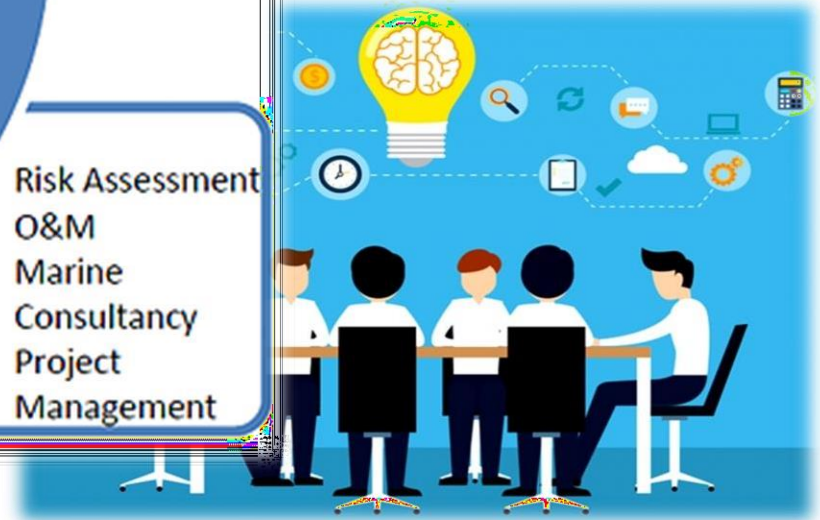 Risk Assessment
O&M
Marine
Consultancy
Project
Management